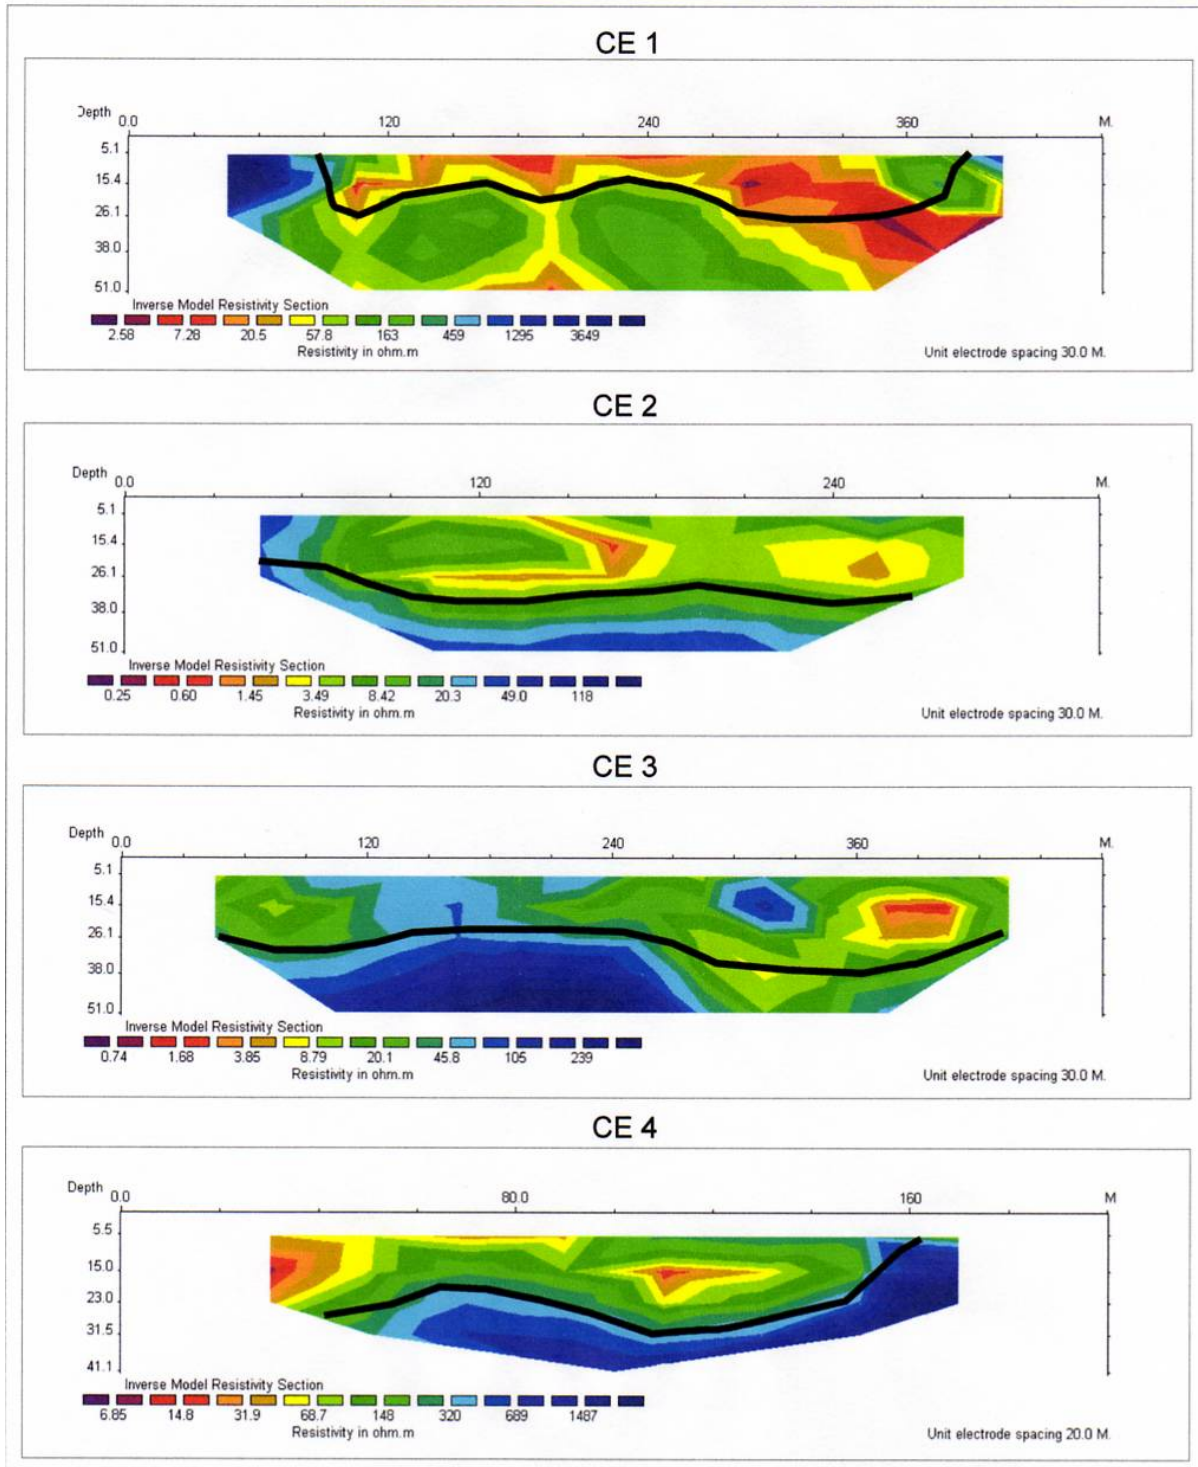 CE 1
Depth 0.0 120 240 360 M.
5.1
15.4
26.1
38.0
51.0
Inverse Model Resistivity Section
2.58 7.28 20.5 57.8 163 459 1295 3649
Resistivity in ohm.m Unit electrode spacing 30.0 M.
CE 2
Depth 0.0 120 240 M.
5.1
15.4
26.1
38.0
51.0
Inverse Model Resistivity Section
0.25 0.60 1.45 3.49 8.42 20.3 49.0 118
Resistivity in ohm.m Unit electrode spacing 30.0 M.
CE 3
Depth 0.0 120 240 360 M.
5.1
15.4
26.1
38.0
51.0
Inverse Model Resistivity Section
0.74 1.68 3.85 8.79 20.1 45.8 105 239
Resistivity in ohm.m Unit electrode spacing 30.0 M.
CE 4
Depth 0.0 80.0 160 M
5.5
15.0
23.0
31.5
41.1
Inverse Model Resistivity Section
6.85 14.8 31.9 68.7 148 320 689 1487
Resistivity in ohm.m Unit electrode spacing 20.0 M.